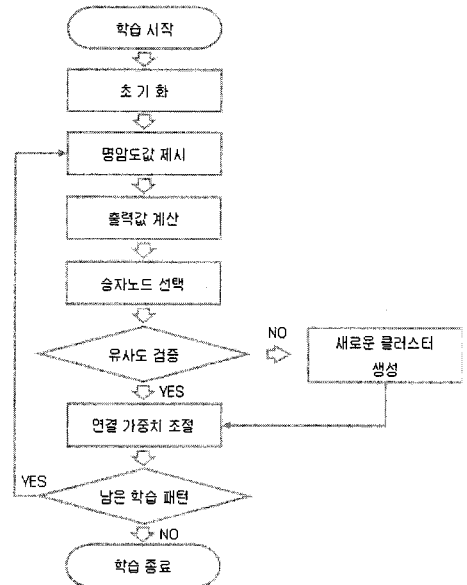 학습 시작
초 기 화
명암도값 제시
출력값 계산
승자노드 선택
유사도 검증
NO
새로운 클러스터
생성
YES
연결 가중치 조절
YES
남은 학습 패턴
NO
학습 종료